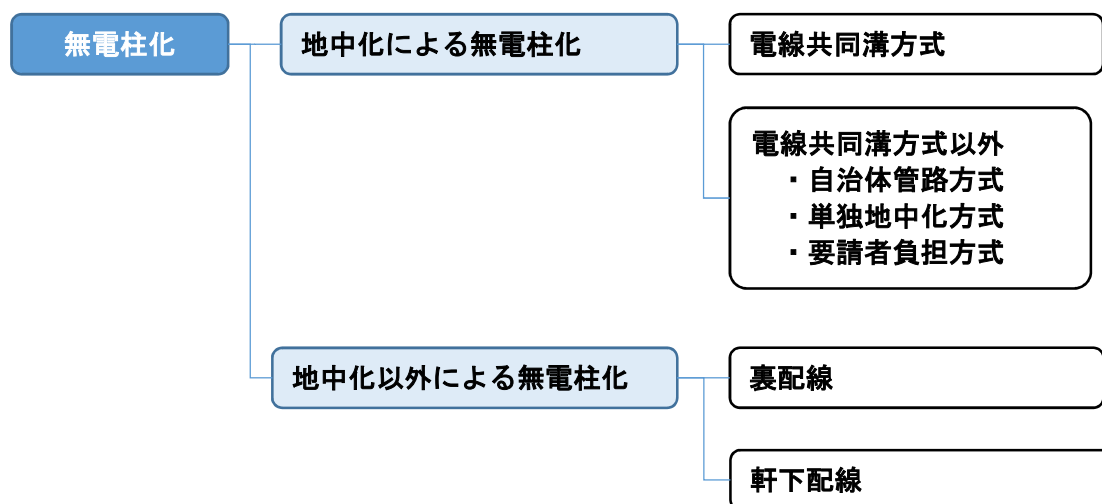 無電柱化
地中化による無電柱化
電線共同溝方式
電線共同溝方式以外
・自治体管路方式
・単独地中化方式
・要請者負担方式
地中化以外による無電柱化
裏配線
軒下配線